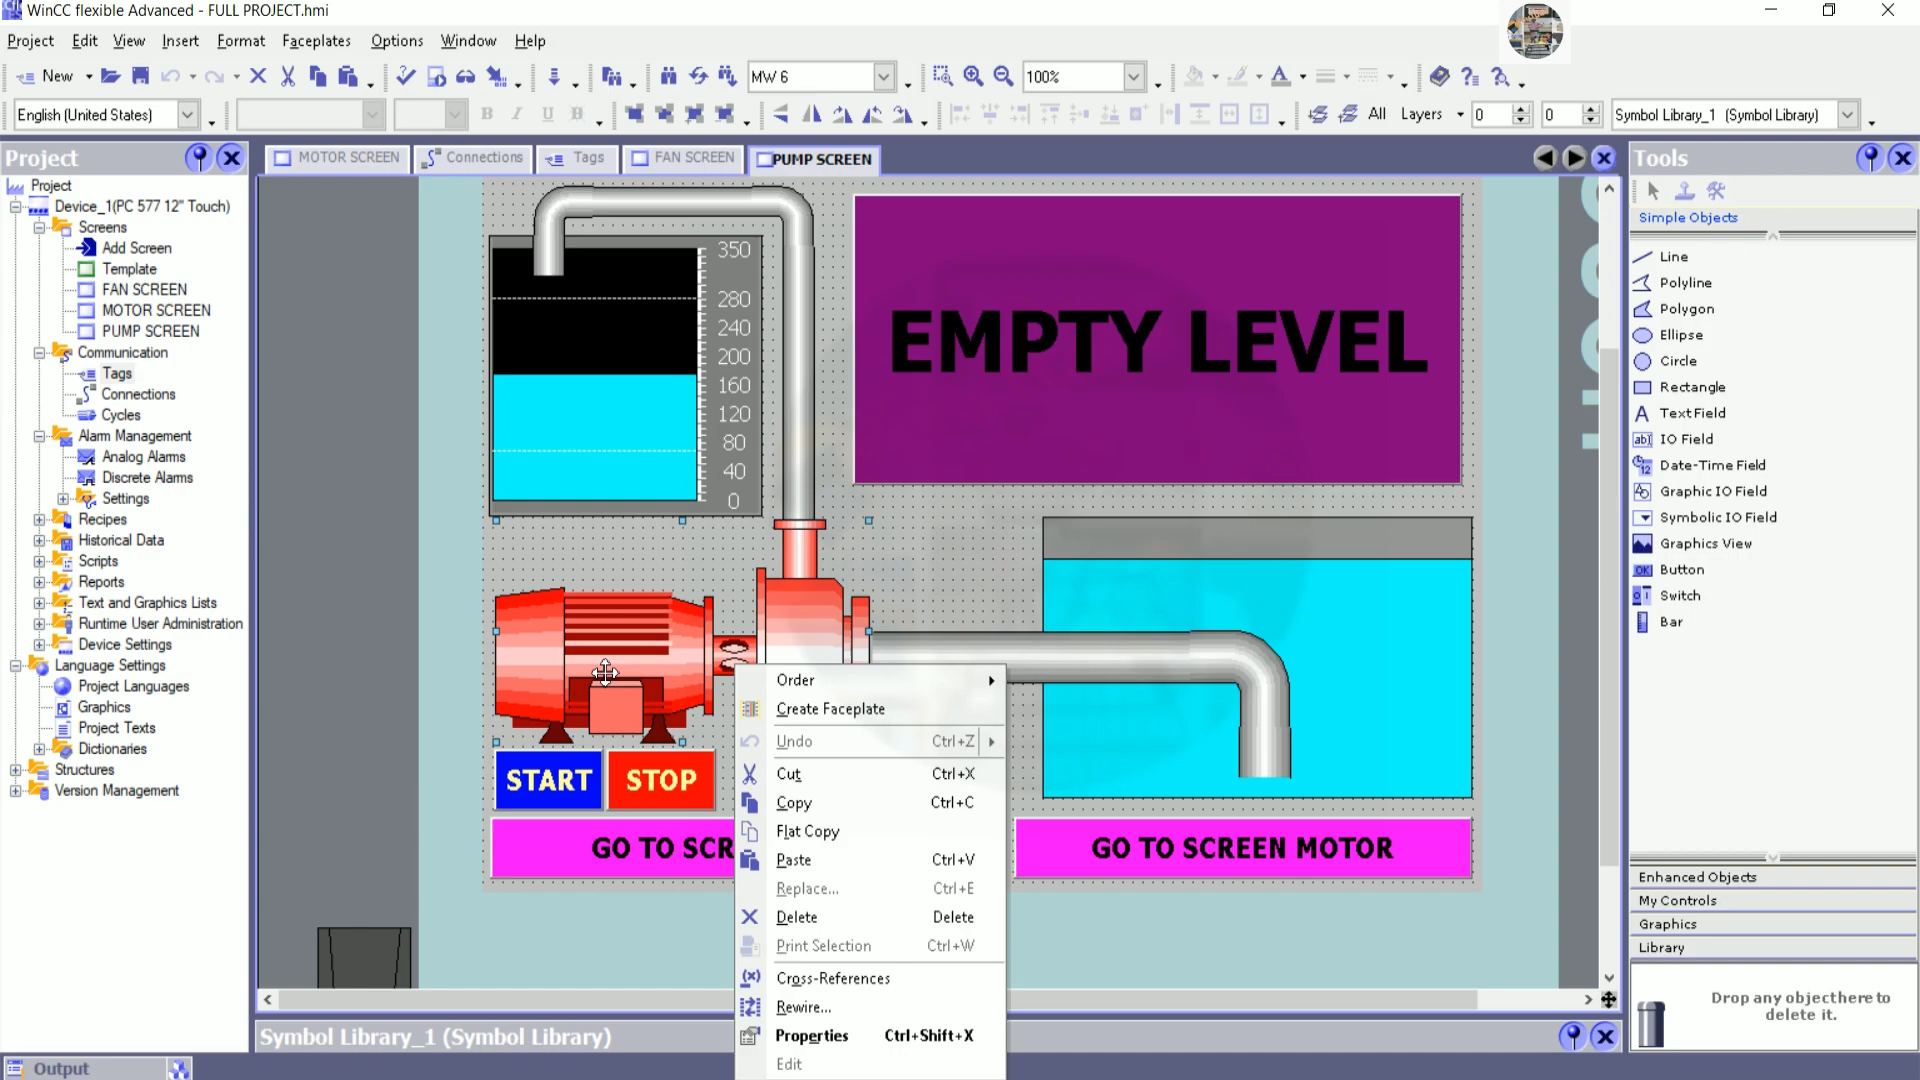 WinCC flexible Advanced - FULL PROJECT.hmi
Project Edit View Insert Format Faceplates Options Window Help
New MW 6 100%
English (United States) B I U B All Layers 0 0 Symbol Library_1 (Symbol Library)
Project
MOTOR SCREEN Connections Tags FAN SCREEN PUMP SCREEN
Tools
Project
Device_1(PC 577 12" Touch)
Screens
Add Screen
Template
FAN SCREEN
MOTOR SCREEN
PUMP SCREEN
Communication
Tags
Connections
Cycles
Alarm Management
Analog Alarms
Discrete Alarms
Settings
Recipes
Historical Data
Scripts
Reports
Text and Graphics Lists
Runtime User Administration
Device Settings
Language Settings
Project Languages
Graphics
Project Texts
Dictionaries
Structures
Version Management
Output
350
280
240
200
160
120
80
40
0
EMPTY LEVEL
START STOP
GO TO SCR
GO TO SCREEN MOTOR
Order
Create Faceplate
Undo Ctrl+Z
Cut Ctrl+X
Copy Ctrl+C
Flat Copy
Paste Ctrl+V
Replace... Ctrl+E
Delete Delete
Print Selection Ctrl+W
Cross-References
Rewire...
Properties Ctrl+Shift+X
Edit
Symbol Library_1 (Symbol Library)
Simple Objects
Line
Polyline
Polygon
Ellipse
Circle
Rectangle
TextField
IO Field
Date-Time Field
Graphic IO Field
Symbolic IO Field
Graphics View
Button
Switch
Bar
Enhanced Objects
My Controls
Graphics
Library
Drop any objecthere to
delete it.